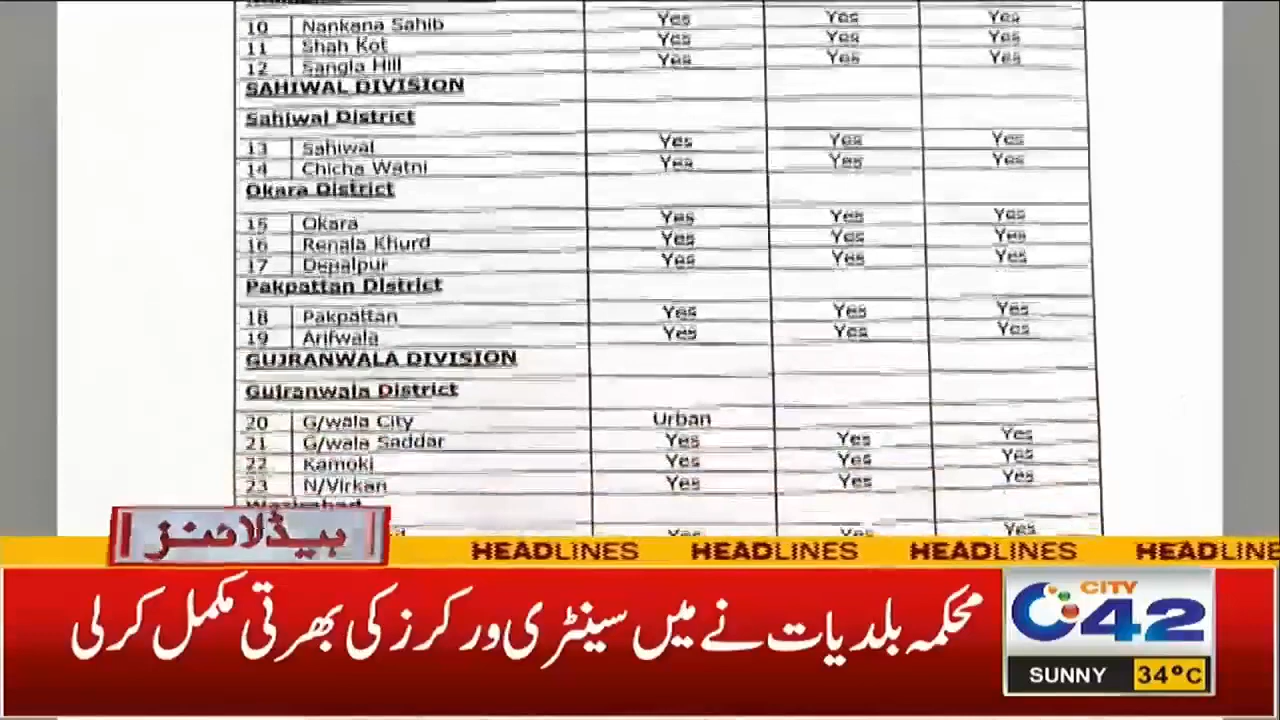 10 Nankana Sahib Yes Yes Yes
11 Shah Kot Yes Yes Yes
12 Sangla Hill Yes Yes Yes
SAHIWAL DIVISION
Sahiwal District
13 Sahiwal Yes Yes Yes
14 Chicha Watni Yes Yes Yes
Okara District
15 Okara Yes Yes Yes
16 Renala Khurd Yes Yes Yes
17 Depalpur Yes Yes Yes
Pakpattan District
18 Pakpattan Yes Yes Yes
19 Arifwala Yes Yes Yes
GUJRANWALA DIVISION
Gujranwala District
20 G/wala City Urban
21 G/wala Saddar Yes Yes Yes
22 Kamoki Yes Yes Yes
23 N/Virkan Yes Yes Yes
Yes Yes Yes
ہیڈلائنز
HEADLINES HEADLINES HEADLINES HEADLINE
محکمہ بلدیات نے میں سینٹری ورکرز کی بھرتی مکمل کر لی
CITY
42
SUNNY 34°C